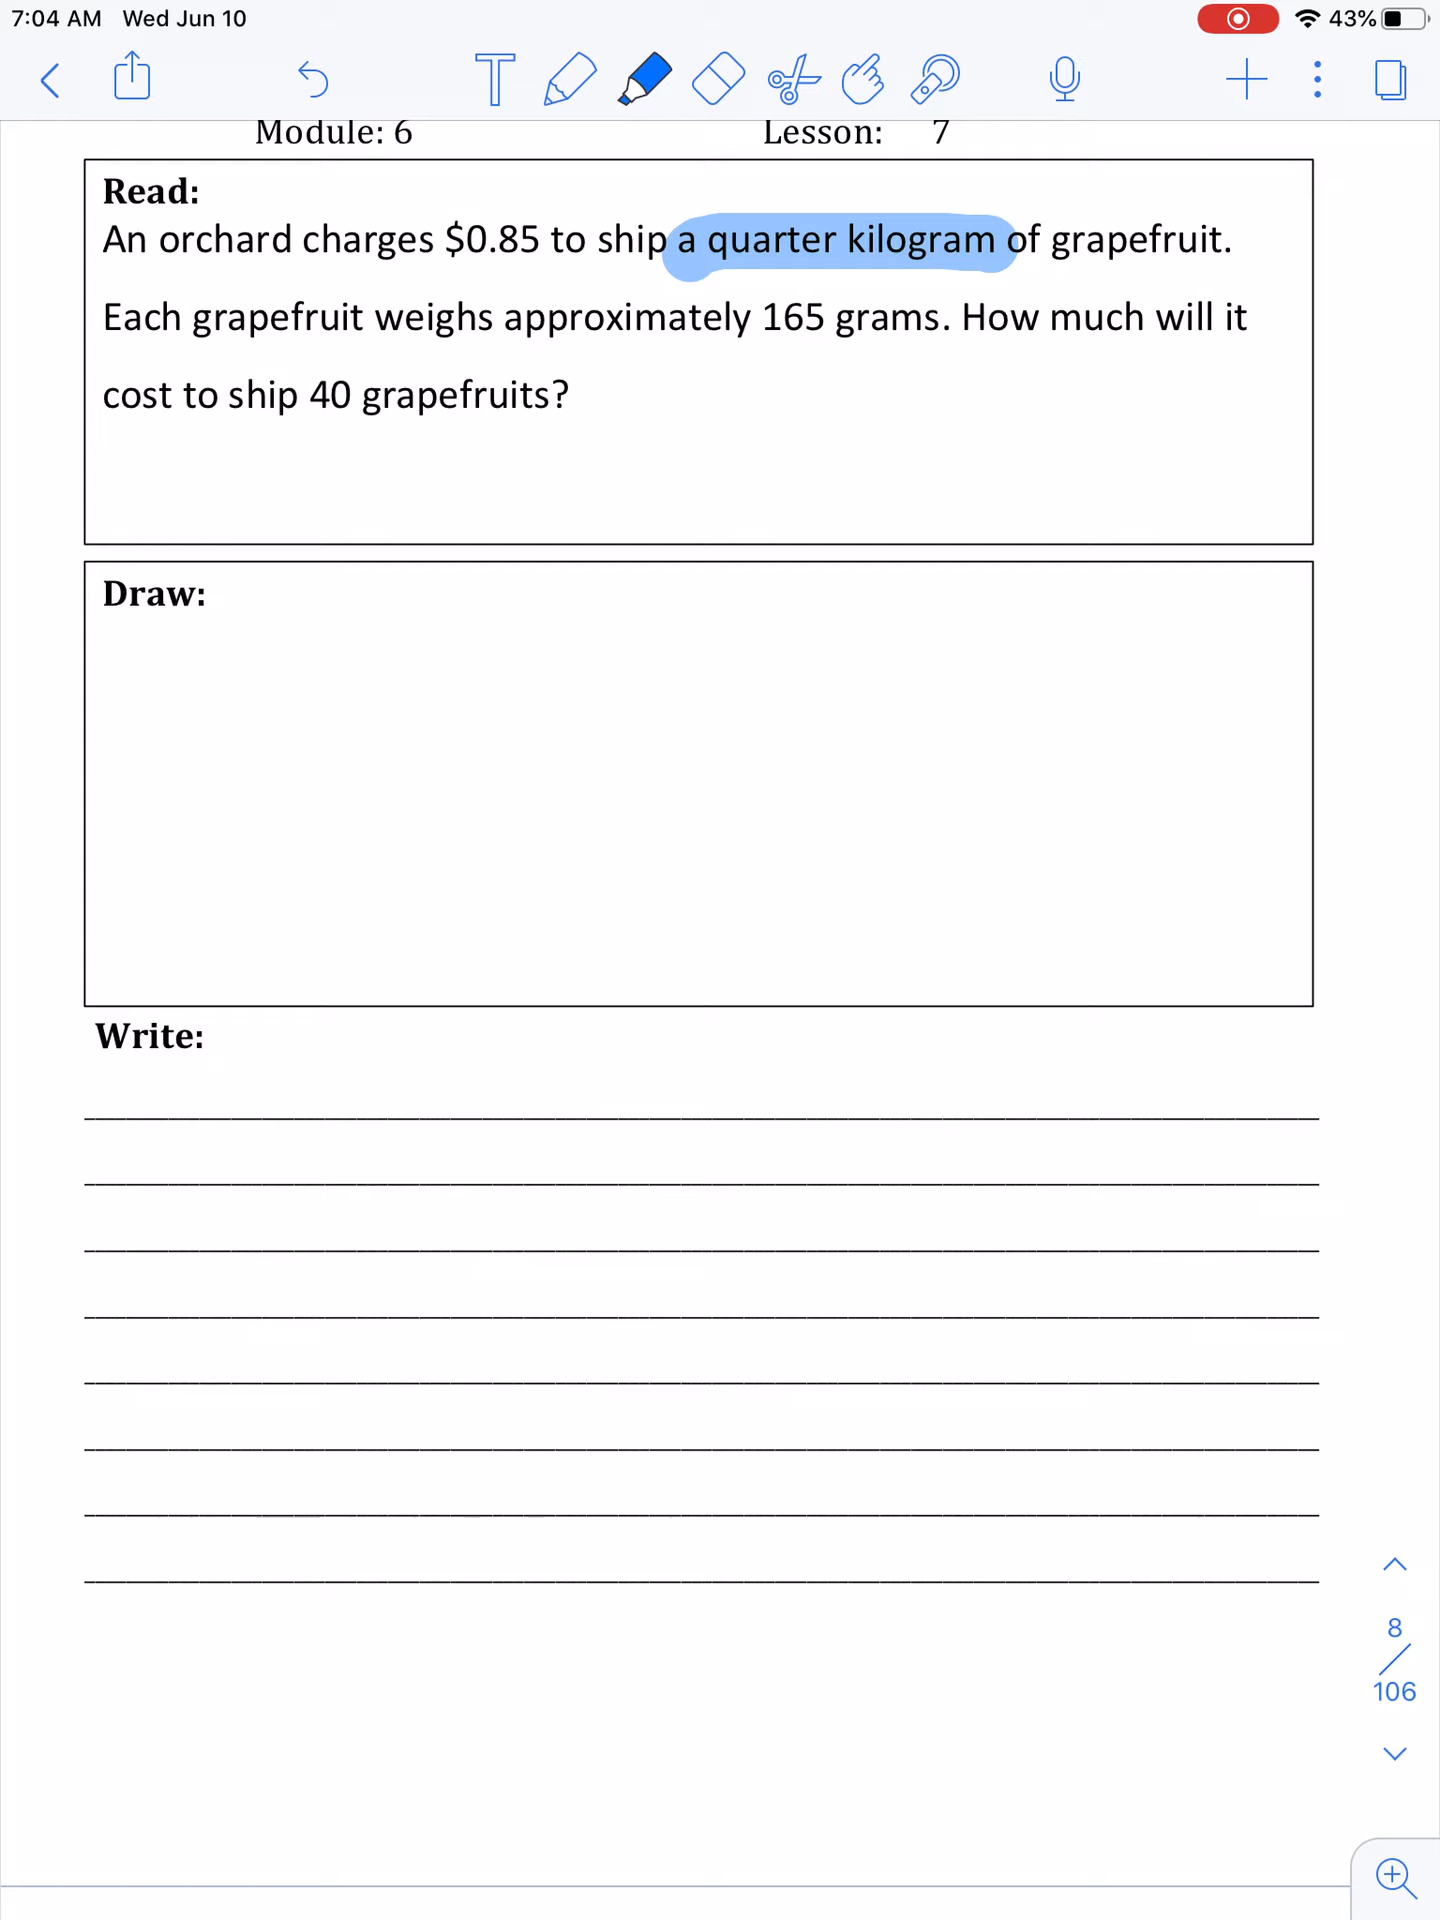 7:04 AM Wed Jun 10 43%
T
Module: 6 Lesson: 7
Read:
An orchard charges $0.85 to ship a quarter kilogram of grapefruit.
Each grapefruit weighs approximately 165 grams. How much will it
cost to ship 40 grapefruits?
Draw:
Write:
8
/
106